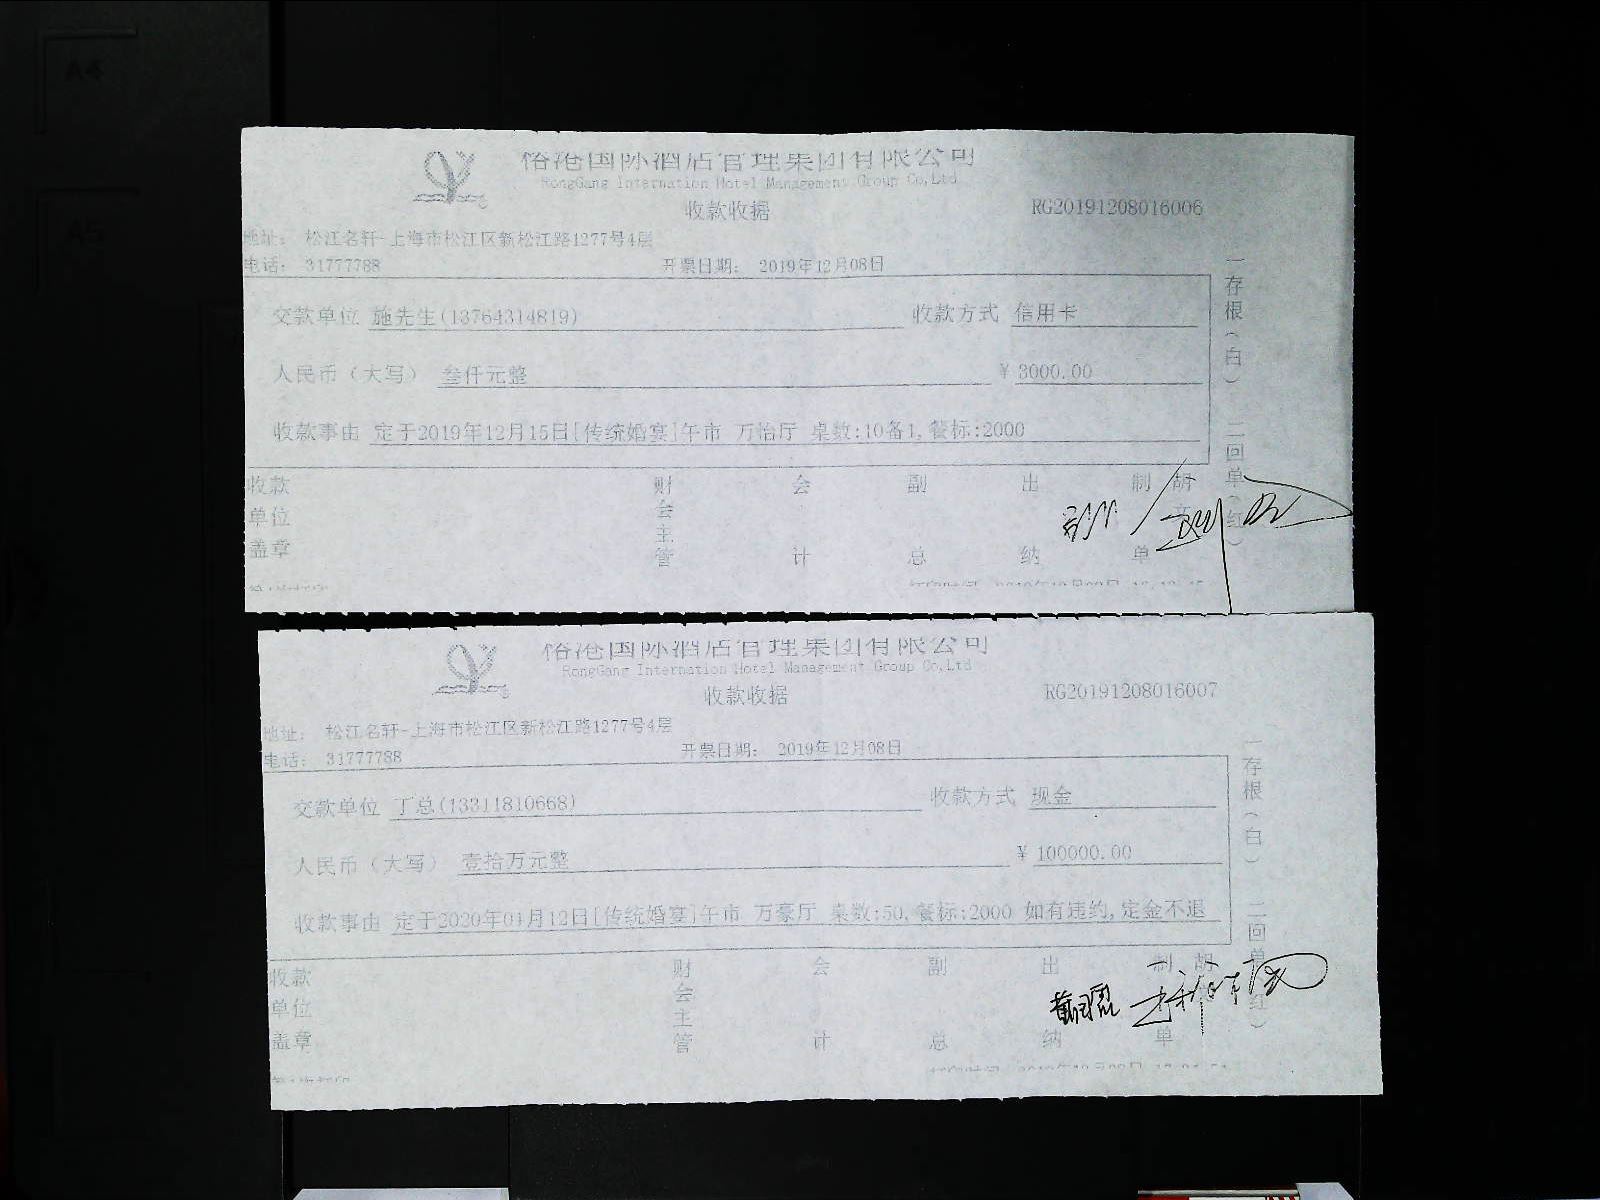 A4
A5
国际酒店管理集团有限公司
RongGang Internation Hotel Management Group Co,Ltd
收款收据 RG20191208016006
地址： 松江名轩-上海市松江区新松江路1277号4层
电话： 31777788 开票日期： 2019年12月08日
交款单位 施先生(13764314819) 收款方式 信用卡
人民币（大写） 叁仟元整 ￥3000.00
收款事由 定于2019年12月15日[传统婚宴]午市 万怡厅 桌数:10备1,餐标:2000
一存根（白） 二回单（红）
收款单位盖章 财会主管 会计 副总 出纳 制单 胡
国际酒店管理集团有限公司
RongGang Internation Hotel Management Group Co,Ltd
收款收据 RG20191208016007
地址： 松江名轩-上海市松江区新松江路1277号4层
电话： 31777788 开票日期： 2019年12月08日
交款单位 丁总(13311810668) 收款方式 现金
人民币（大写） 壹拾万元整 ￥100000.00
收款事由 定于2020年01月12日[传统婚宴]午市 万豪厅 桌数:50,餐标:2000 如有违约,定金不退
一存根（白） 二回单（红）
收款单位盖章 财会主管 会计 副总 出纳 制单 胡